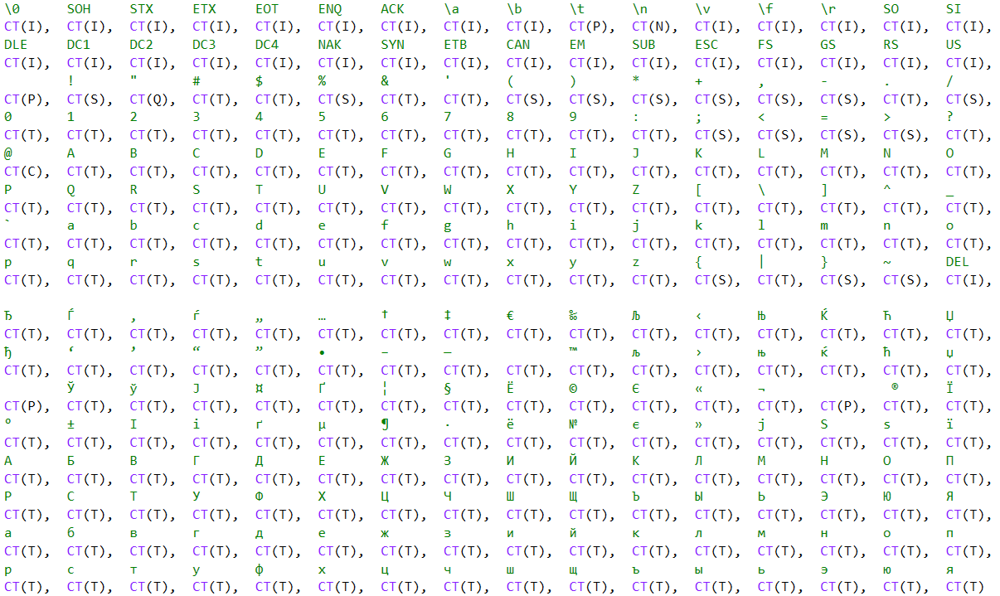 \0 SOH STX ETX EOT ENQ ACK \a \b \t \n \v \f \r SO SI
CT(I), CT(I), CT(I), CT(I), CT(I), CT(I), CT(I), CT(I), CT(I), CT(P), CT(N), CT(I), CT(I), CT(I), CT(I), CT(I),
DLE DC1 DC2 DC3 DC4 NAK SYN ETB CAN EM SUB ESC FS GS RS US
CT(I), CT(I), CT(I), CT(I), CT(I), CT(I), CT(I), CT(I), CT(I), CT(I), CT(I), CT(I), CT(I), CT(I), CT(I), CT(I),
! " # $ % & ' ( ) * + , - . /
CT(P), CT(S), CT(Q), CT(T), CT(T), CT(S), CT(T), CT(T), CT(S), CT(S), CT(S), CT(S), CT(S), CT(S), CT(T), CT(S),
0 1 2 3 4 5 6 7 8 9 : ; < = > ?
CT(T), CT(T), CT(T), CT(T), CT(T), CT(T), CT(T), CT(T), CT(T), CT(T), CT(T), CT(S), CT(S), CT(S), CT(S), CT(T),
@ A B C D E F G H I J K L M N O
CT(C), CT(T), CT(T), CT(T), CT(T), CT(T), CT(T), CT(T), CT(T), CT(T), CT(T), CT(T), CT(T), CT(T), CT(T), CT(T),
P Q R S T U V W X Y Z [ \ ] ^ _
CT(T), CT(T), CT(T), CT(T), CT(T), CT(T), CT(T), CT(T), CT(T), CT(T), CT(T), CT(T), CT(T), CT(T), CT(T), CT(T),
` a b c d e f g h i j k l m n o
CT(T), CT(T), CT(T), CT(T), CT(T), CT(T), CT(T), CT(T), CT(T), CT(T), CT(T), CT(T), CT(T), CT(T), CT(T), CT(T),
p q r s t u v w x y z { | } ~ DEL
CT(T), CT(T), CT(T), CT(T), CT(T), CT(T), CT(T), CT(T), CT(T), CT(T), CT(T), CT(S), CT(T), CT(S), CT(S), CT(I),
Ђ Ѓ ‚ ѓ „ … † ‡ € ‰ Љ ‹ Њ Ќ Ћ Џ
CT(T), CT(T), CT(T), CT(T), CT(T), CT(T), CT(T), CT(T), CT(T), CT(T), CT(T), CT(T), CT(T), CT(T), CT(T), CT(T),
ђ ‘ ’ “ ” • – — ™ љ › њ ќ ћ џ
CT(T), CT(T), CT(T), CT(T), CT(T), CT(T), CT(T), CT(T), CT(T), CT(T), CT(T), CT(T), CT(T), CT(T), CT(T), CT(T),
Ў ў Ј ¤ Ґ ¦ § Ё © Є « ¬ ® Ї
CT(P), CT(T), CT(T), CT(T), CT(T), CT(T), CT(T), CT(T), CT(T), CT(T), CT(T), CT(T), CT(T), CT(P), CT(T), CT(T),
° ± І і ґ µ ¶ · ё № є » ј Ѕ ѕ ї
CT(T), CT(T), CT(T), CT(T), CT(T), CT(T), CT(T), CT(T), CT(T), CT(T), CT(T), CT(T), CT(T), CT(T), CT(T), CT(T),
А Б В Г Д Е Ж З И Й К Л М Н О П
CT(T), CT(T), CT(T), CT(T), CT(T), CT(T), CT(T), CT(T), CT(T), CT(T), CT(T), CT(T), CT(T), CT(T), CT(T), CT(T),
Р С Т У Ф Х Ц Ч Ш Щ Ъ Ы Ь Э Ю Я
CT(T), CT(T), CT(T), CT(T), CT(T), CT(T), CT(T), CT(T), CT(T), CT(T), CT(T), CT(T), CT(T), CT(T), CT(T), CT(T),
а б в г д е ж з и й к л м н о п
CT(T), CT(T), CT(T), CT(T), CT(T), CT(T), CT(T), CT(T), CT(T), CT(T), CT(T), CT(T), CT(T), CT(T), CT(T), CT(T),
р с т у ф х ц ч ш щ ъ ы ь э ю я
CT(T), CT(T), CT(T), CT(T), CT(T), CT(T), CT(T), CT(T), CT(T), CT(T), CT(T), CT(T), CT(T), CT(T), CT(T), CT(T)